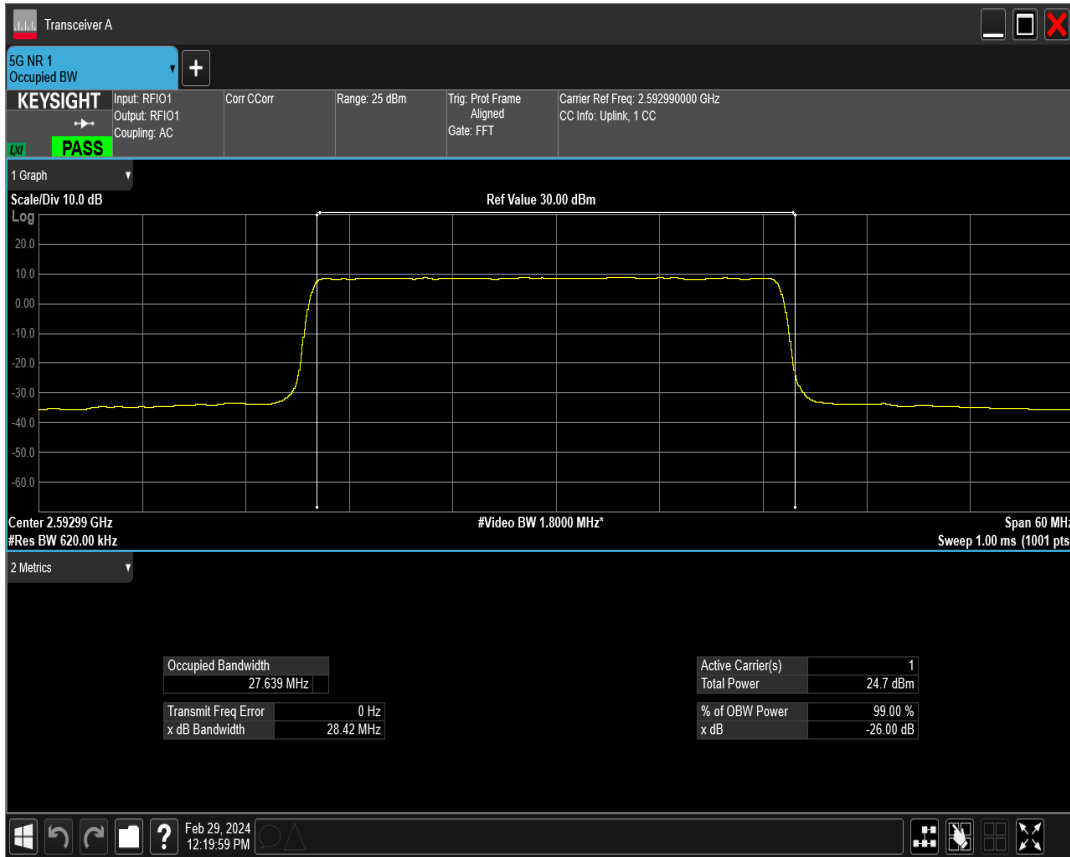 Transceiver A
5G NR 1
Occupied BW
KEYSIGHT
LXI
PASS
Input: RFIO1
Output: RFIO1
Coupling: AC
Corr CCorr
Range: 25 dBm
Trig: Prot Frame
Aligned
Gate: FFT
Carrier Ref Freq: 2.592990000 GHz
CC Info: Uplink, 1 CC
1 Graph
Scale/Div 10.0 dB
Ref Value 30.00 dBm
Log
20.0
10.0
0.00
-10.0
-20.0
-30.0
-40.0
-50.0
-60.0
Center 2.59299 GHz
#Video BW 1.8000 MHz*
Span 60 MHz
#Res BW 620.00 kHz
Sweep 1.00 ms (1001 pts
2 Metrics
Occupied Bandwidth
27.639 MHz
Transmit Freq Error 0 Hz
x dB Bandwidth 28.42 MHz
Active Carrier(s) 1
Total Power 24.7 dBm
% of OBW Power 99.00 %
x dB -26.00 dB
?
Feb 29, 2024
12:19:59 PM